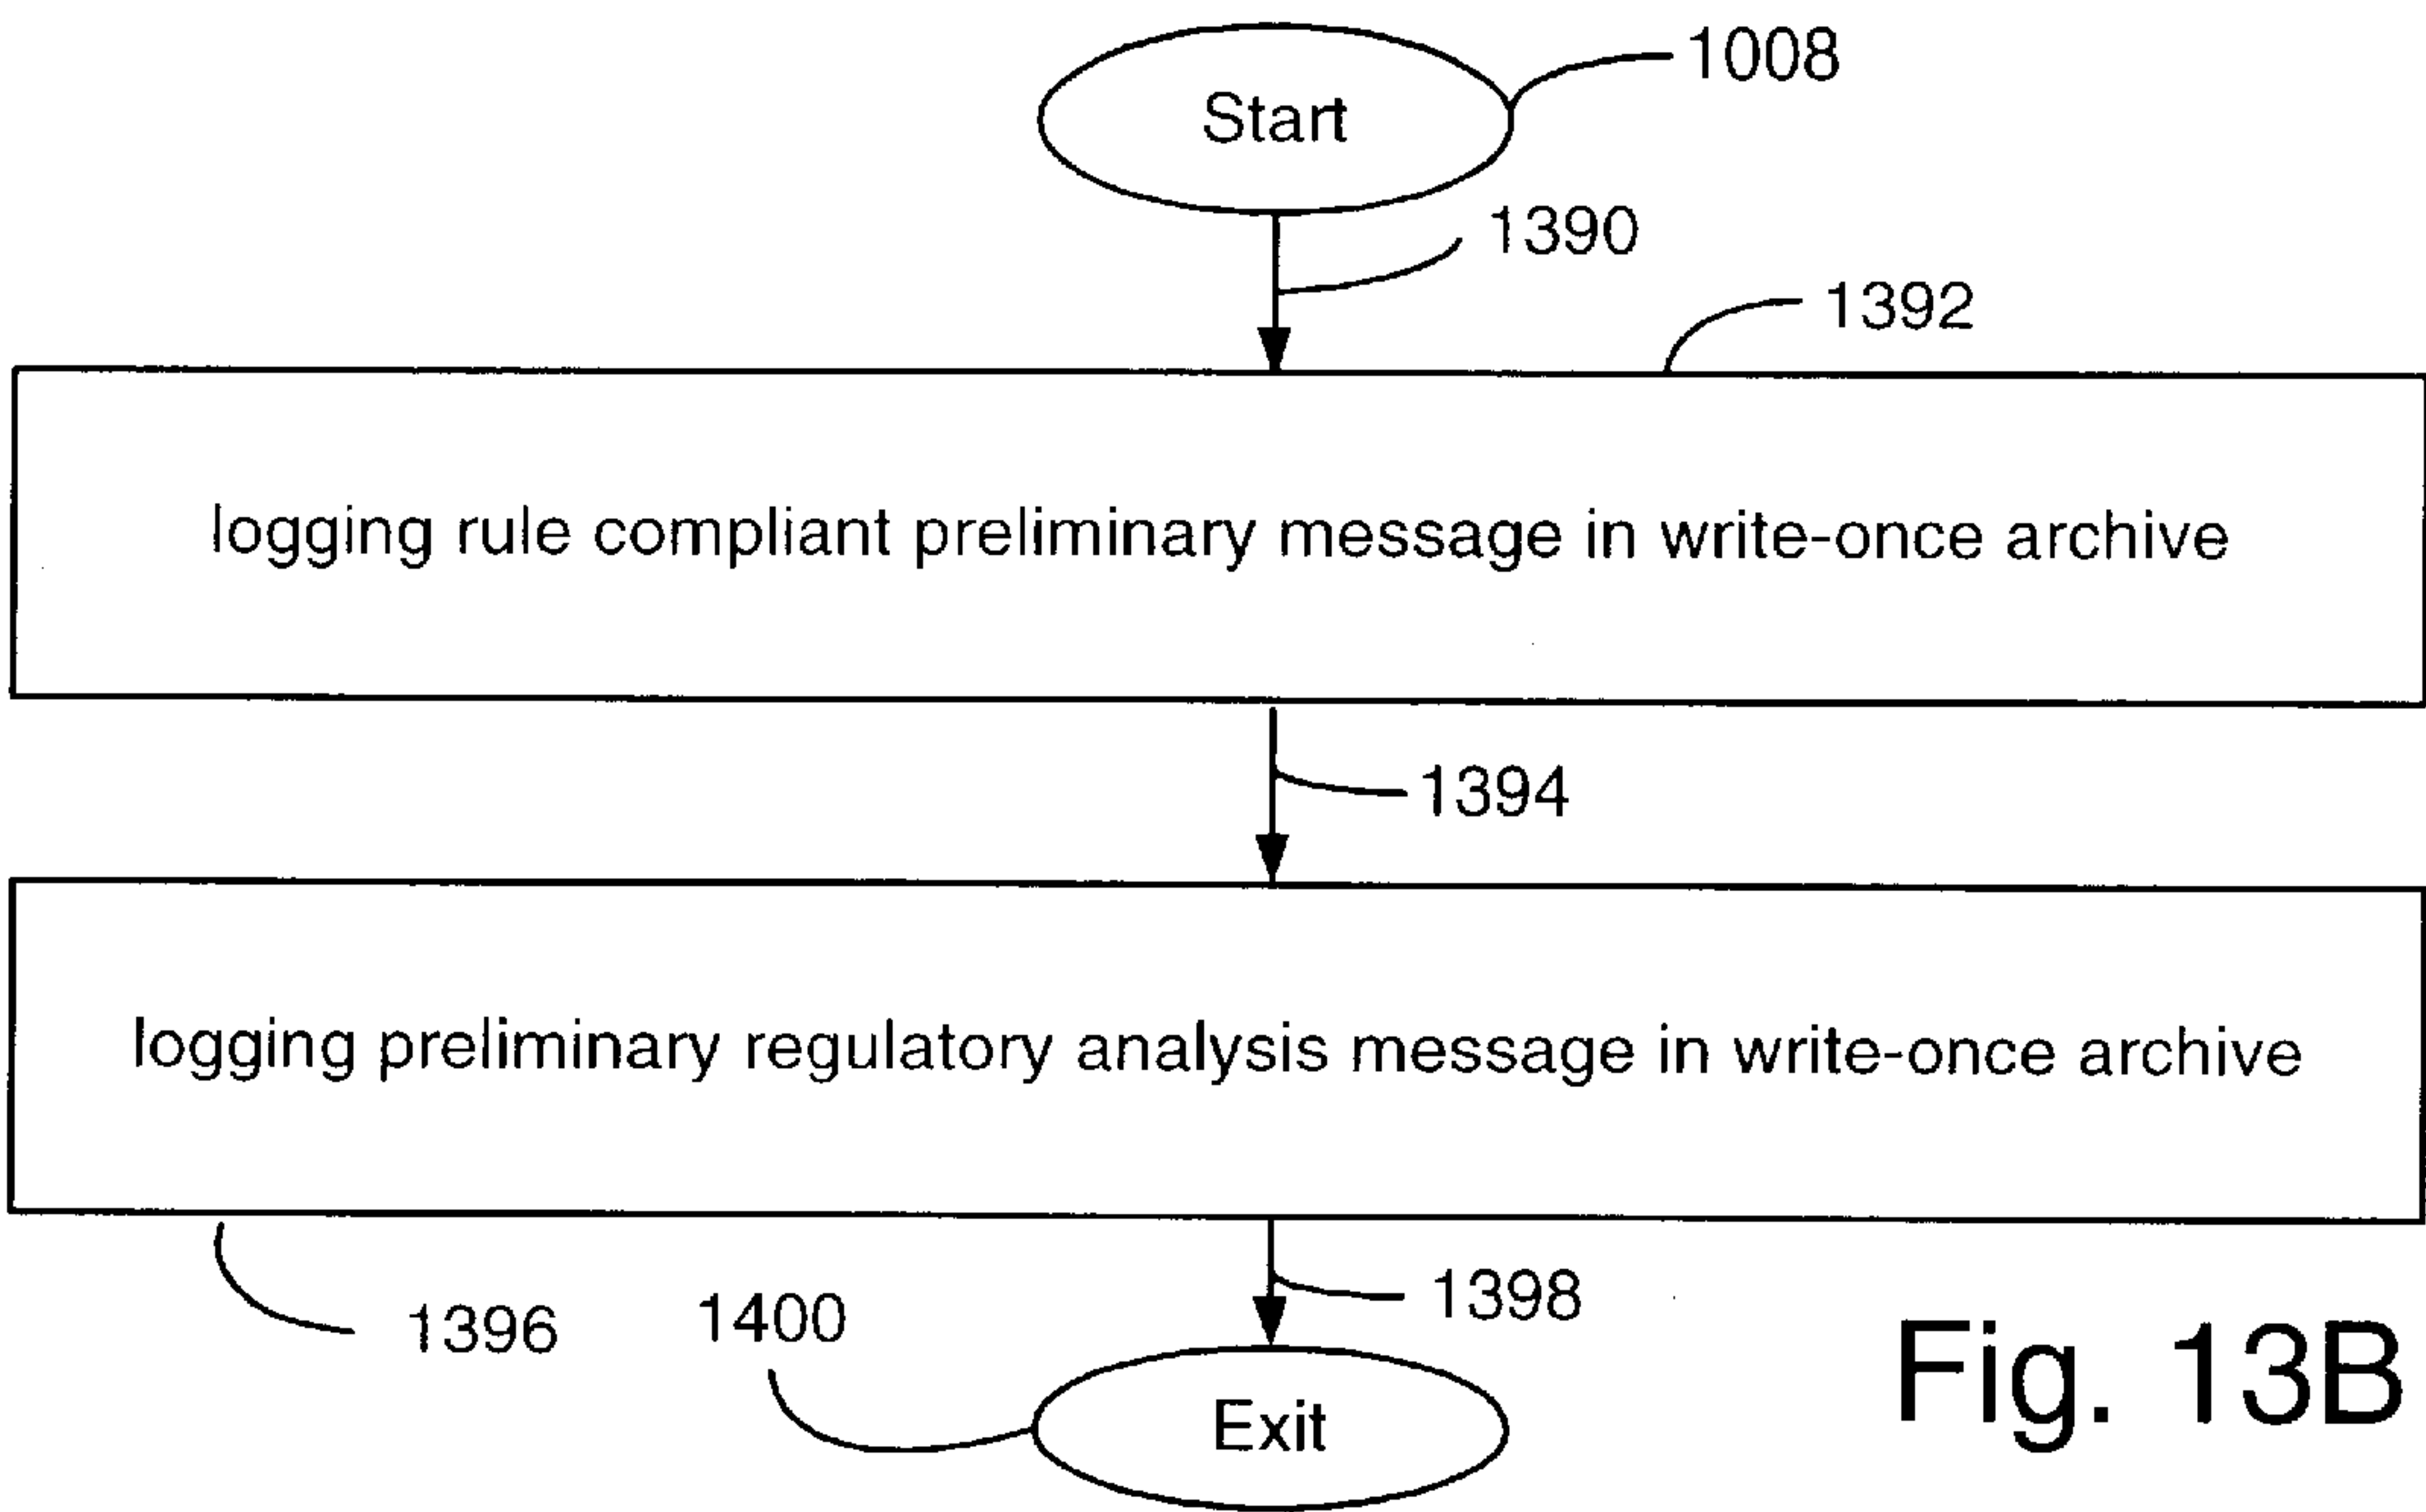 Start
1008
1390
1392
logging rule compliant preliminary message in write-once archive
1394
logging preliminary regulatory analysis message in write-once archive
1396
1400
1398
Exit
Fig. 13B